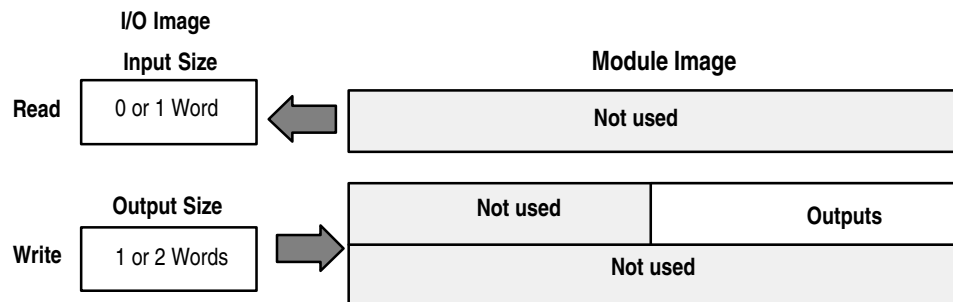 I/O Image
Input Size
Module Image
Read
0 or 1 Word
Not used
Output Size
Not used
Outputs
Write
1 or 2 Words
Not used